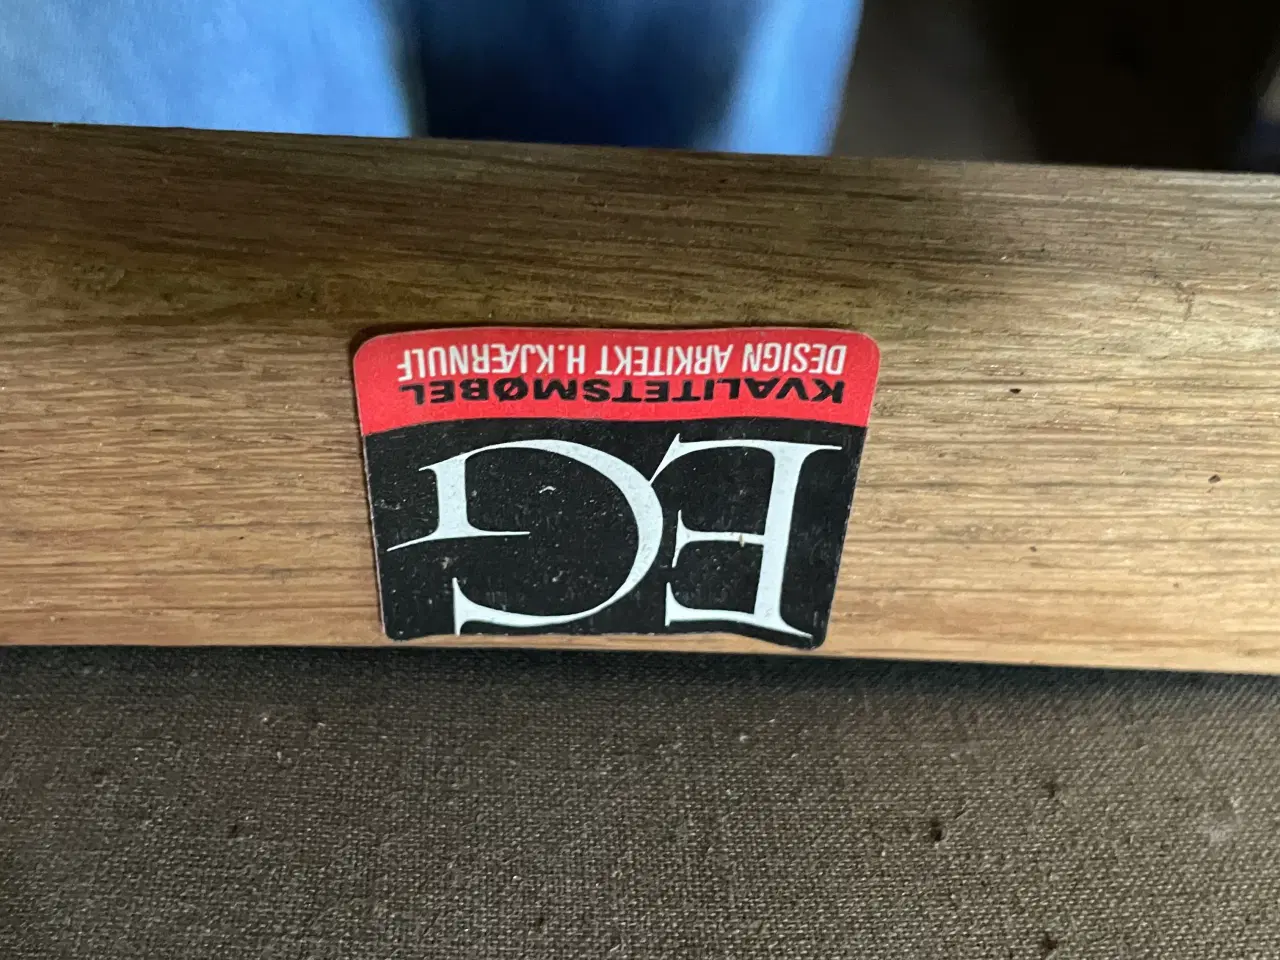 EG
KVALITETSMØBEL
DESIGN ARKITEKT H.KJÆRNULF